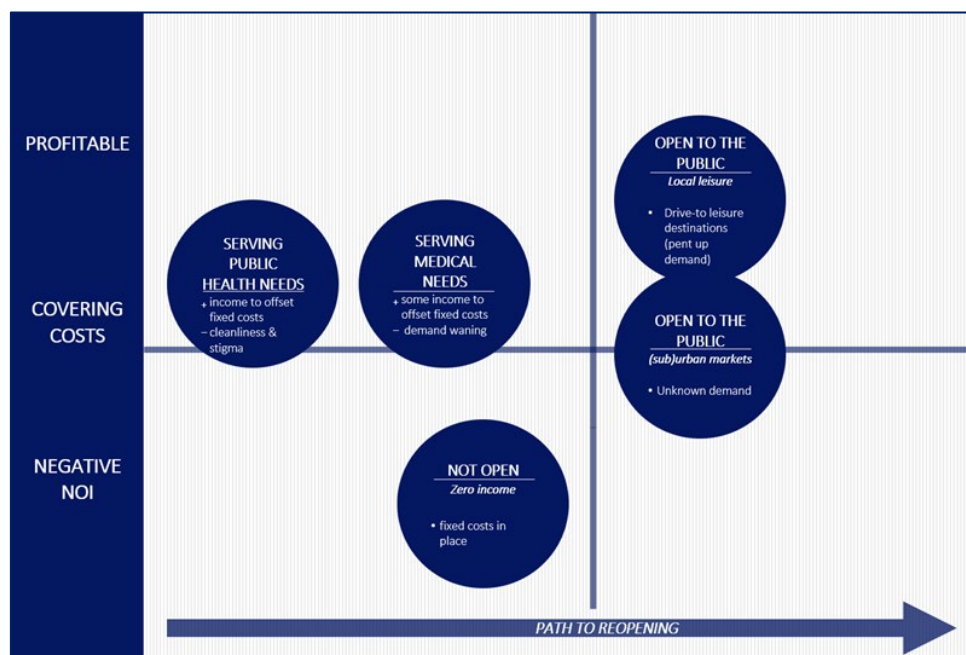 PROFITABLE
COVERING
COSTS
NEGATIVE
NOI
SERVING
PUBLIC
HEALTH NEEDS
+ income to offset
fixed costs
– cleanliness &
stigma
SERVING
MEDICAL
NEEDS
+ some income to
offset fixed costs
– demand waning
OPEN TO THE
PUBLIC
Local leisure
▪ Drive-to leisure
destinations
(pent up
demand)
OPEN TO THE
PUBLIC
(sub)urban markets
• Unknown demand
NOT OPEN
Zero income
• fixed costs in
place
PATH TO REOPENING